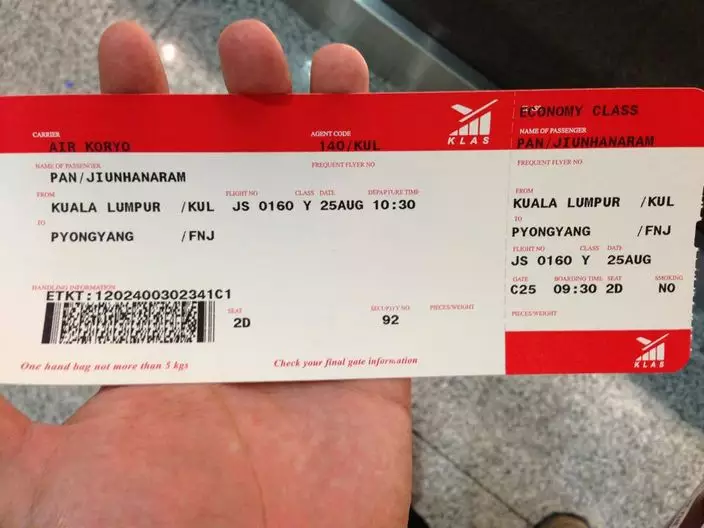 CARRIER AGENT CODE
AIR KORYO 140/KUL
KLAS
NAME OF PASSENGER FREQUENT FLYER NO
PAN/JIUNHANARAM
FROM FLIGHT NO CLASS DATE DEPARTURE TIME
KUALA LUMPUR /KUL JS 0160 Y 25AUG 10:30
TO
PYONGYANG /FNJ
HANDLING INFORMATION
ETKT:1202400302341C1
SEAT SECURITY NO PIECES/WEIGHT
2D 92
One hand bag not more than 5 kgs Check your final gate information
ECONOMY CLASS
NAME OF PASSENGER
PAN/JIUNHANARAM
FREQUENT FLYER NO
FROM
KUALA LUMPUR /KUL
TO
PYONGYANG /FNJ
FLIGHT NO CLASS DATE
JS 0160 Y 25AUG
GATE BOARDING TIME SEAT SMOKING
C25 09:30 2D NO
PIECES/WEIGHT
KLAS